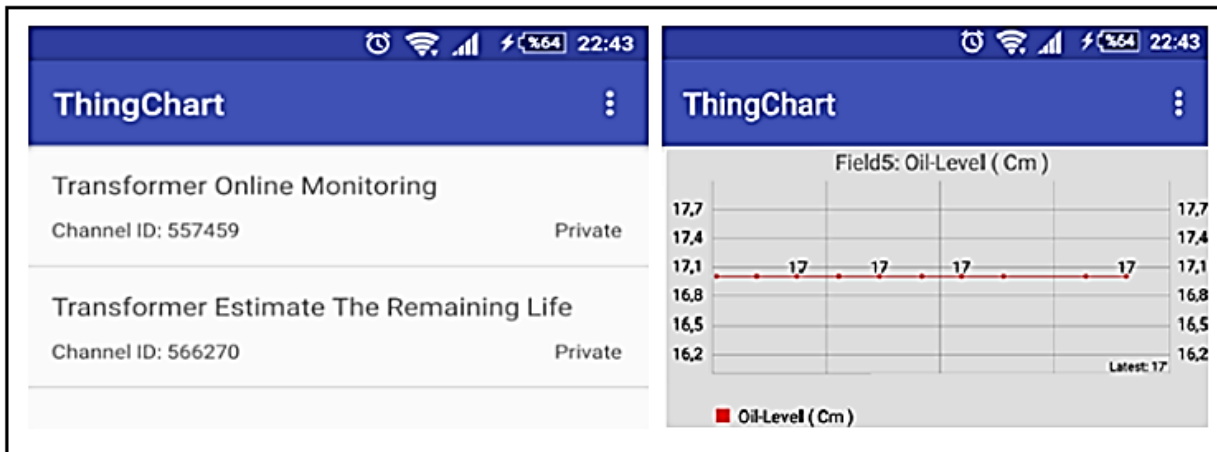 %64 22:43
ThingChart
Transformer Online Monitoring
Channel ID: 557459 Private
Transformer Estimate The Remaining Life
Channel ID: 566270 Private
%64 22:43
ThingChart
Field5: Oil-Level ( Cm )
17,7 17,7
17,4 17,4
17,1 17 17 17 17 17,1
16,8 16,8
16,5 16,5
16,2 16,2
Latest: 17
Oil-Level ( Cm )